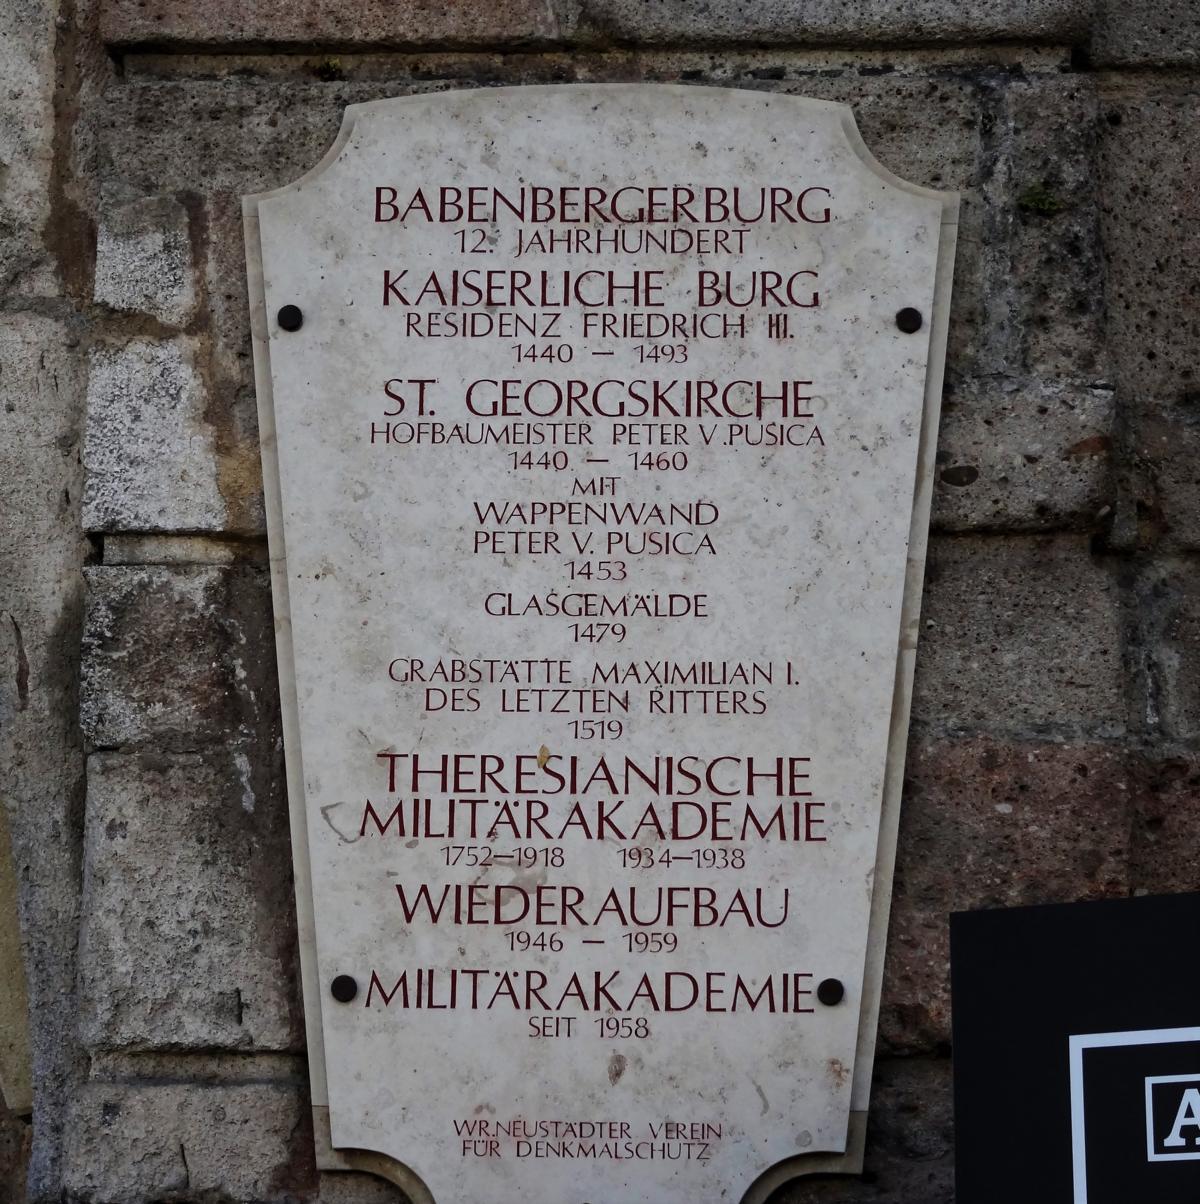 BABENBERGERBURG
12. JAHRHUNDERT
KAISERLICHE BURG
RESIDENZ FRIEDRICH III.
1440 — 1493
ST. GEORGSKIRCHE
HOFBAUMEISTER PETER V. PUSICA
1440 — 1460
MIT
WAPPENWAND
PETER V. PUSICA
1453
GLASGEMÄLDE
1479
GRABSTÄTTE MAXIMILIAN I.
DES LETZTEN RITTERS
1519
THERESIANISCHE
MILITÄRAKADEMIE
1752—1918 1934—1938
WIEDERAUFBAU
1946 — 1959
MILITÄRAKADEMIE
SEIT 1958
WR. NEUSTÄDTER VEREIN
FÜR DENKMALSCHUTZ